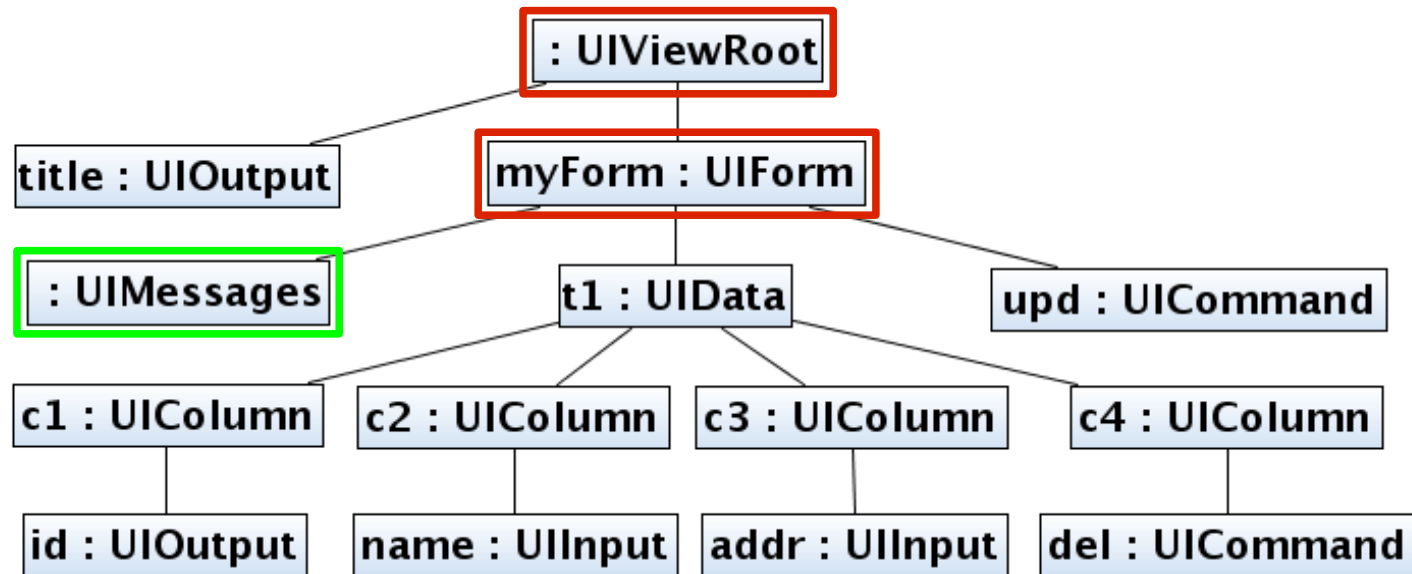 : UIViewRoot
title : UIOutput
myForm : UIForm
: UIMessages
t1 : UIData
upd : UICommand
c1 : UIColumn
c2 : UIColumn
c3 : UIColumn
c4 : UIColumn
id : UIOutput
name : UIInput
addr : UIInput
del : UICommand